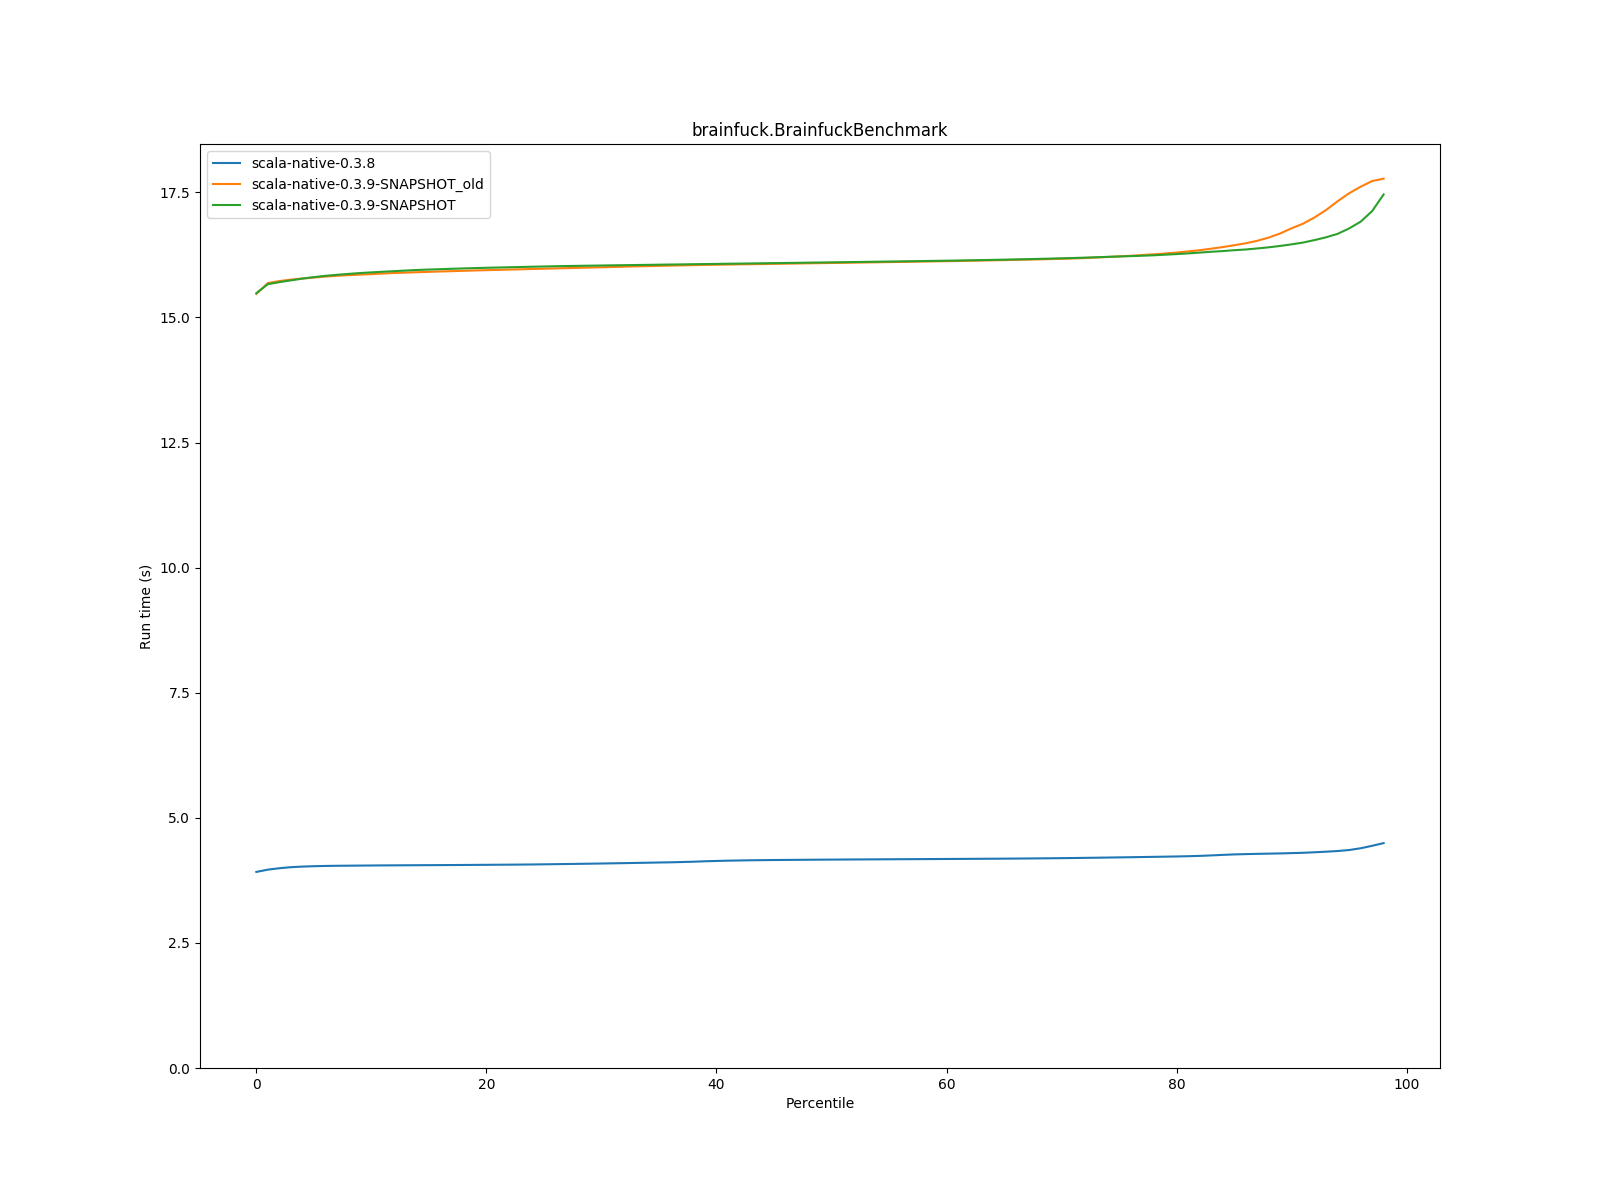 brainfuck.BrainfuckBenchmark
scala-native-0.3.8
scala-native-0.3.9-SNAPSHOT_old
scala-native-0.3.9-SNAPSHOT
17.5
15.0
12.5
10.0
7.5
5.0
2.5
0.0
Run time (s)
0 20 40 60 80 100
Percentile